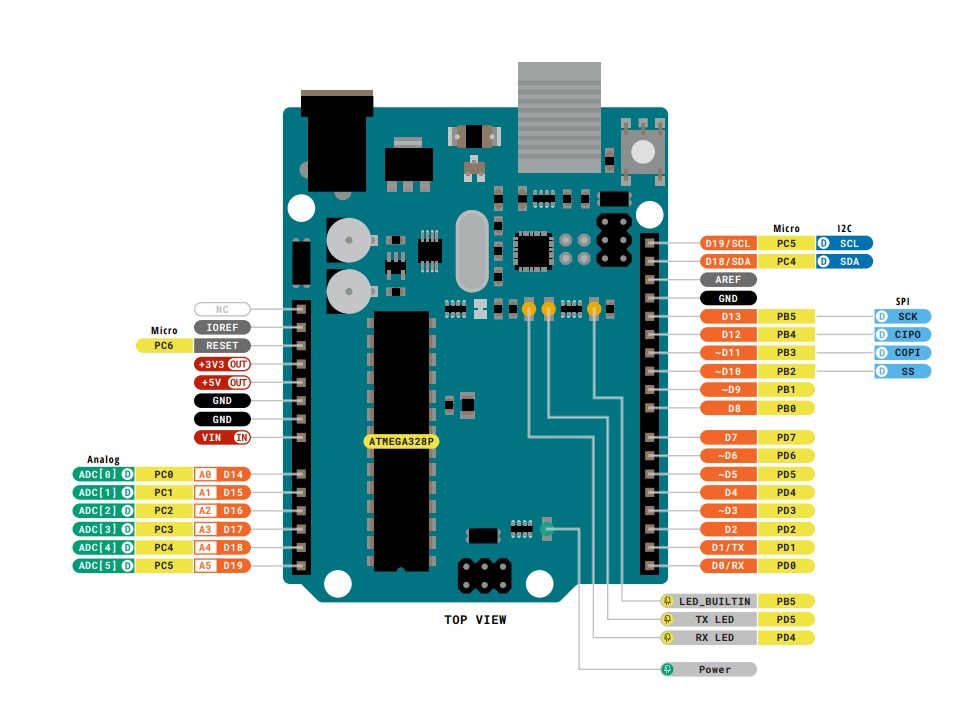 Micro I2C
D19/SCL PC5 D SCL
D18/SDA PC4 D SDA
AREF
GND
SPI
D13 PB5 D SCK
D12 PB4 D CIPO
~D11 PB3 D COPI
~D10 PB2 D SS
~D9 PB1
D8 PB0
D7 PD7
~D6 PD6
~D5 PD5
D4 PD4
~D3 PD3
D2 PD2
D1/TX PD1
D0/RX PD0
NC
IOREF
Micro
PC6 RESET
+3V3 OUT
+5V OUT
GND
GND
VIN IN
ATMEGA328P
Analog
ADC[0] D PC0 A0 D14
ADC[1] D PC1 A1 D15
ADC[2] D PC2 A2 D16
ADC[3] D PC3 A3 D17
ADC[4] D PC4 A4 D18
ADC[5] D PC5 A5 D19
LED_BUILTIN PB5
TX LED PD5
RX LED PD4
Power
TOP VIEW